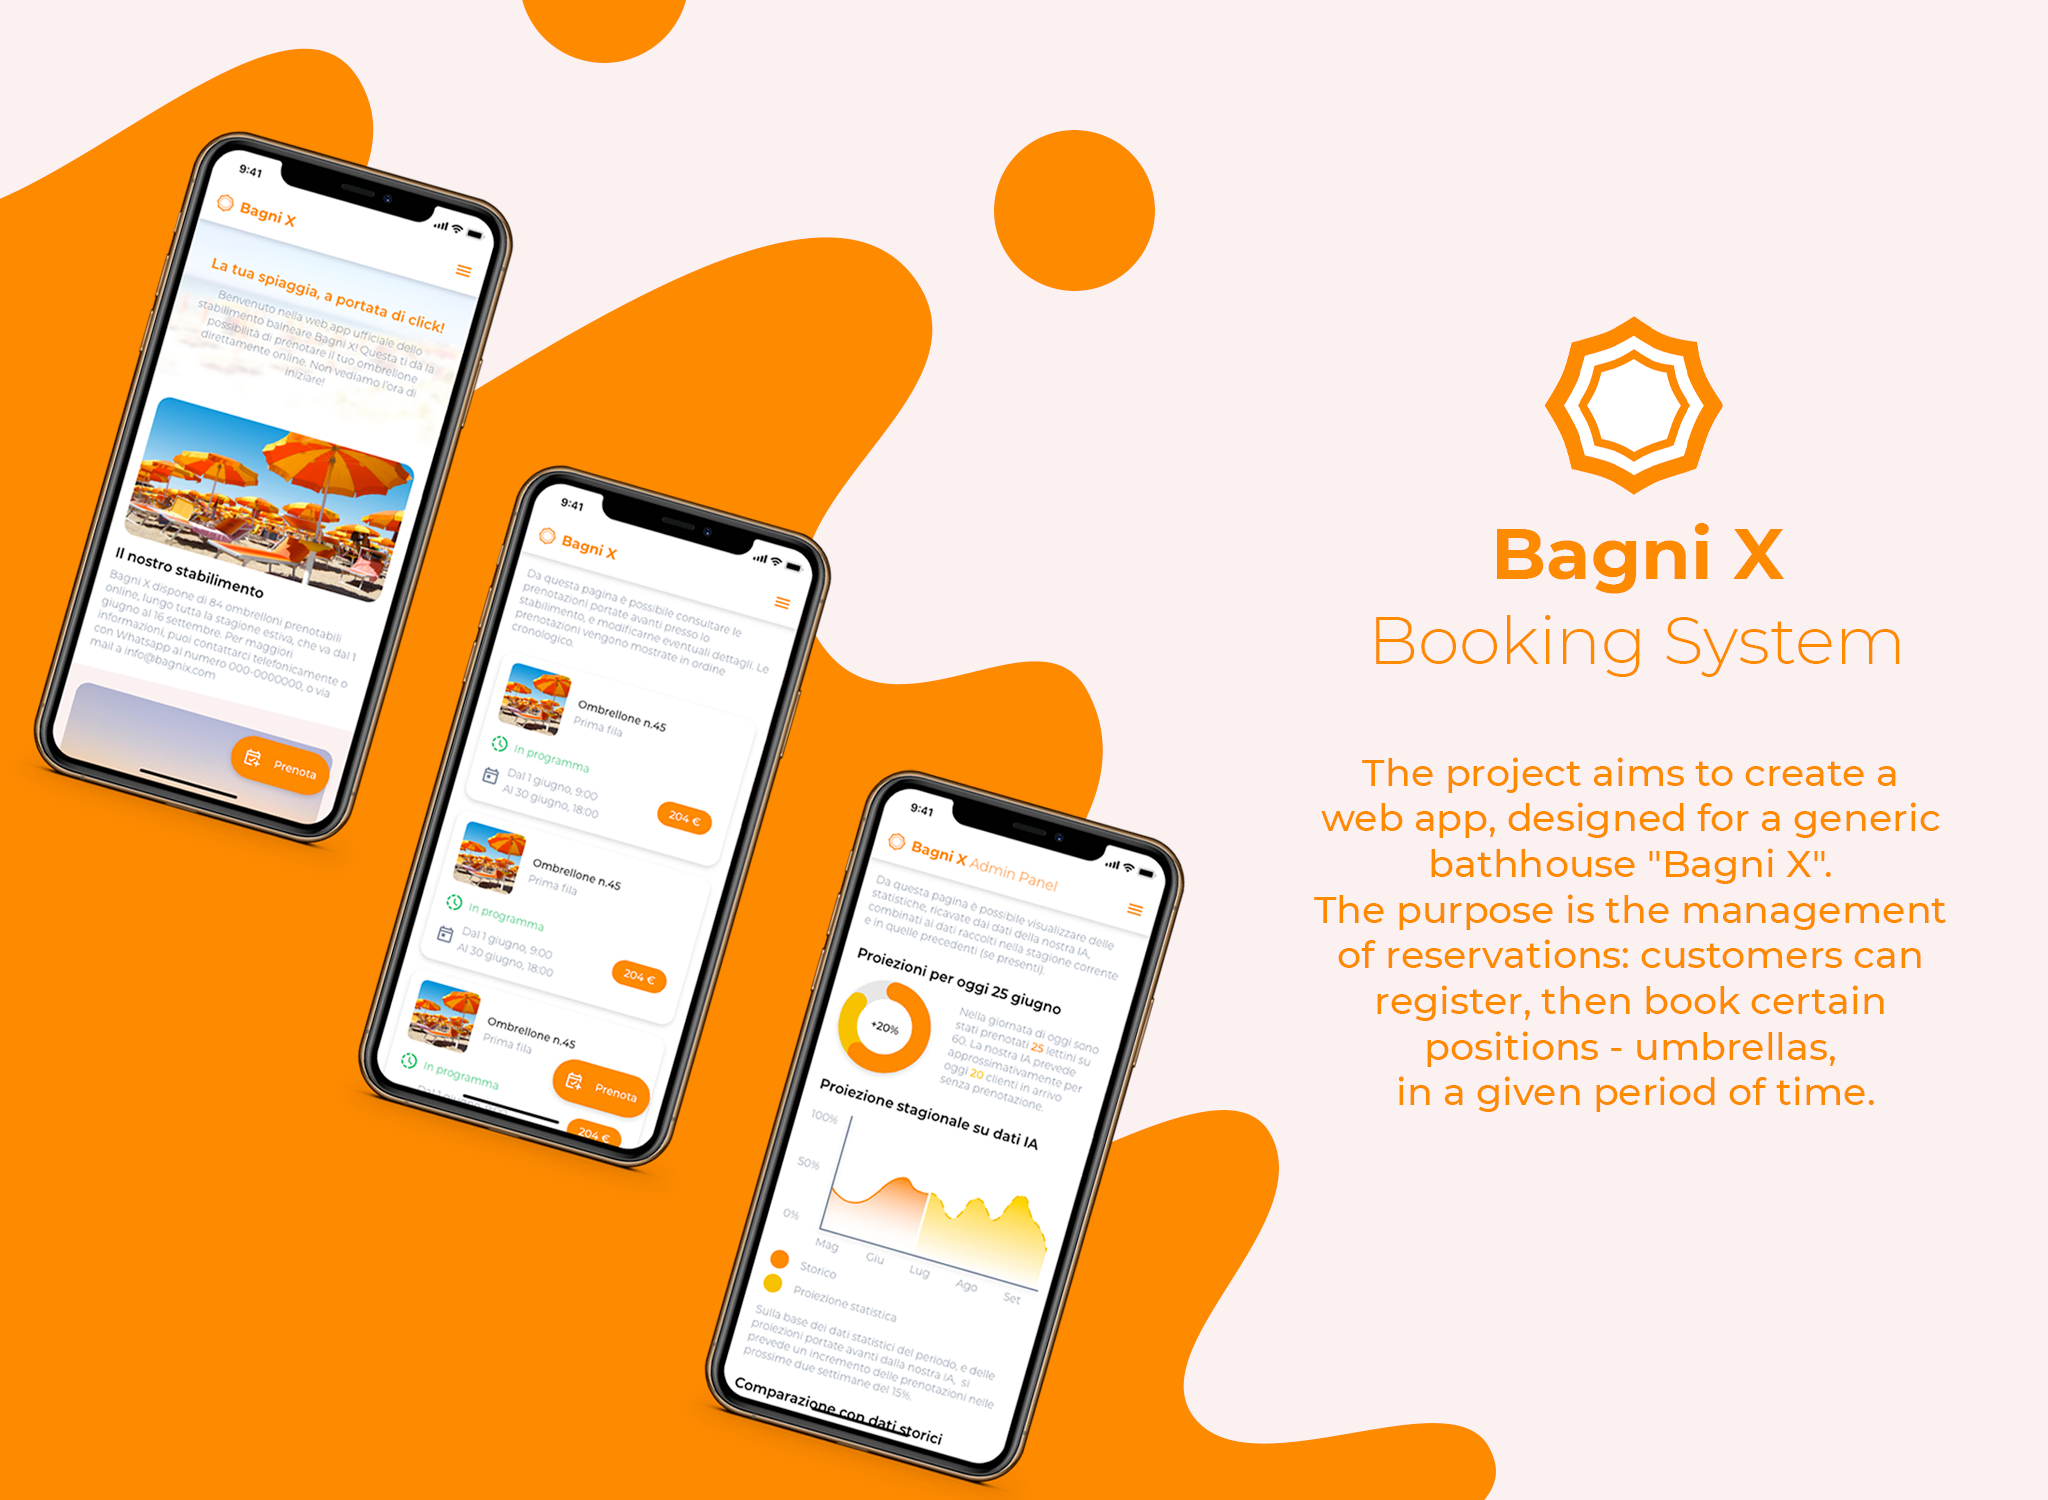 9:41
Bagni X
La tua spiaggia, a portata di click!
Benvenuto nella web app ufficiale dello
stabilimento balneare Bagni X! Questa ti dà la
possibilità di prenotare il tuo ombrellone
direttamente online. Non vediamo l'ora di
iniziare!
Il nostro stabilimento
Bagni X dispone di 84 ombrelloni prenotabili
online, lungo tutta la stagione estiva, che va dal 1
giugno al 16 settembre. Per maggiori
informazioni, puoi contattarci telefonicamente o
con Whatsapp al numero 000-0000000, o via
mail a info@bagnix.com
Prenota
9:41
Bagni X
Da questa pagina è possibile consultare le
prenotazioni portate avanti presso lo
stabilimento, e modificarne eventuali dettagli. Le
prenotazioni vengono mostrate in ordine
cronologico.
Ombrellone n.45
Prima fila
In programma
Dal 1 giugno, 9:00
Al 30 giugno, 18:00
204 €
Ombrellone n.45
Prima fila
In programma
Dal 1 giugno, 9:00
Al 30 giugno, 18:00
204 €
Ombrellone n.45
Prima fila
In programma
Prenota
204 €
9:41
Bagni X Admin Panel
Da questa pagina è possibile visualizzare delle
statistiche, ricavate dai dati della nostra IA,
combinati ai dati raccolti nella stagione corrente
e in quelle precedenti (se presenti).
Proiezioni per oggi 25 giugno
+20%
Nella giornata di oggi sono
stati prenotati 25 lettini su
60. La nostra IA prevede
approssimativamente per
oggi 20 clienti in arrivo
senza prenotazione.
Proiezione stagionale su dati IA
100%
50%
0%
Mag Giu Lug Ago Set
Storico
Proiezione statistica
Sulla base dei dati statistici del periodo, e delle
proiezioni portate avanti dalla nostra IA, si
prevede un incremento delle prenotazioni nelle
prossime due settimane del 15%.
Comparazione con dati storici
Bagni X
Booking System
The project aims to create a
web app, designed for a generic
bathhouse "Bagni X".
The purpose is the management
of reservations: customers can
register, then book certain
positions - umbrellas,
in a given period of time.